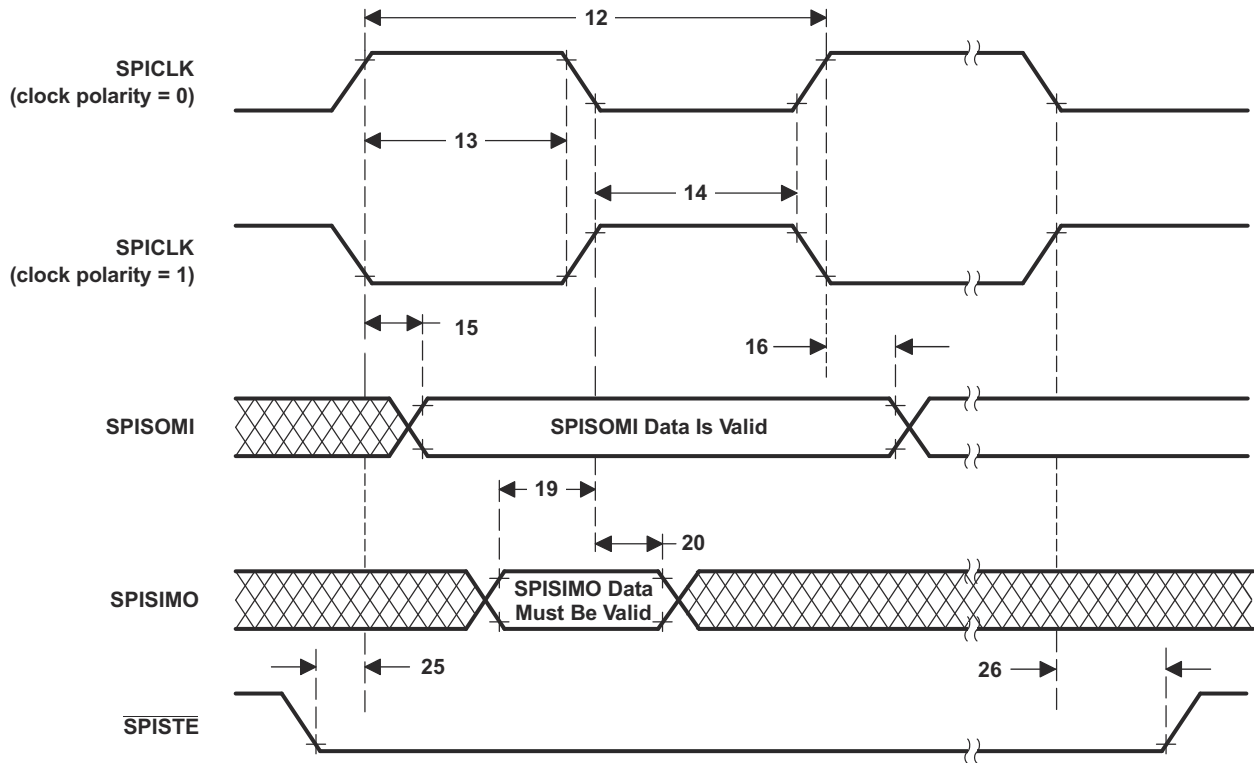 12
SPICLK
(clock polarity = 0)
13
14
SPICLK
(clock polarity = 1)
15
16
SPISOMI
SPISOMI Data Is Valid
19
20
SPISIMO
SPISIMO Data
Must Be Valid
25
26
SPISTE